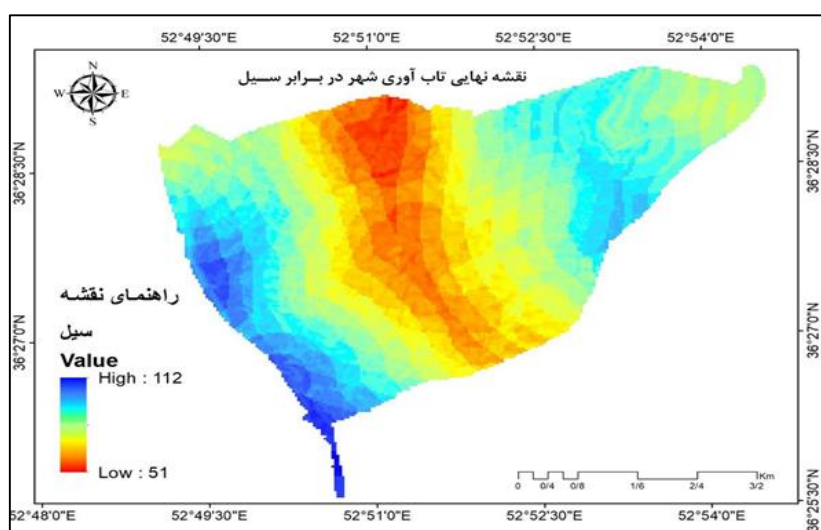 52°49'30"E 52°51'0"E 52°52'30"E 52°54'0"E
نقشه نهایی تاب آوری شهر در برابر سیل
N
W E
S
36°28'30"N 36°28'30"N
36°27'0"N 36°27'0"N
36°25'30"N
راهنمای نقشه
سیل
Value
High : 112
Low : 51
Km
0 0/4 0/8 1/6 2/4 3/2
52°48'0"E 52°49'30"E 52°51'0"E 52°52'30"E 52°54'0"E